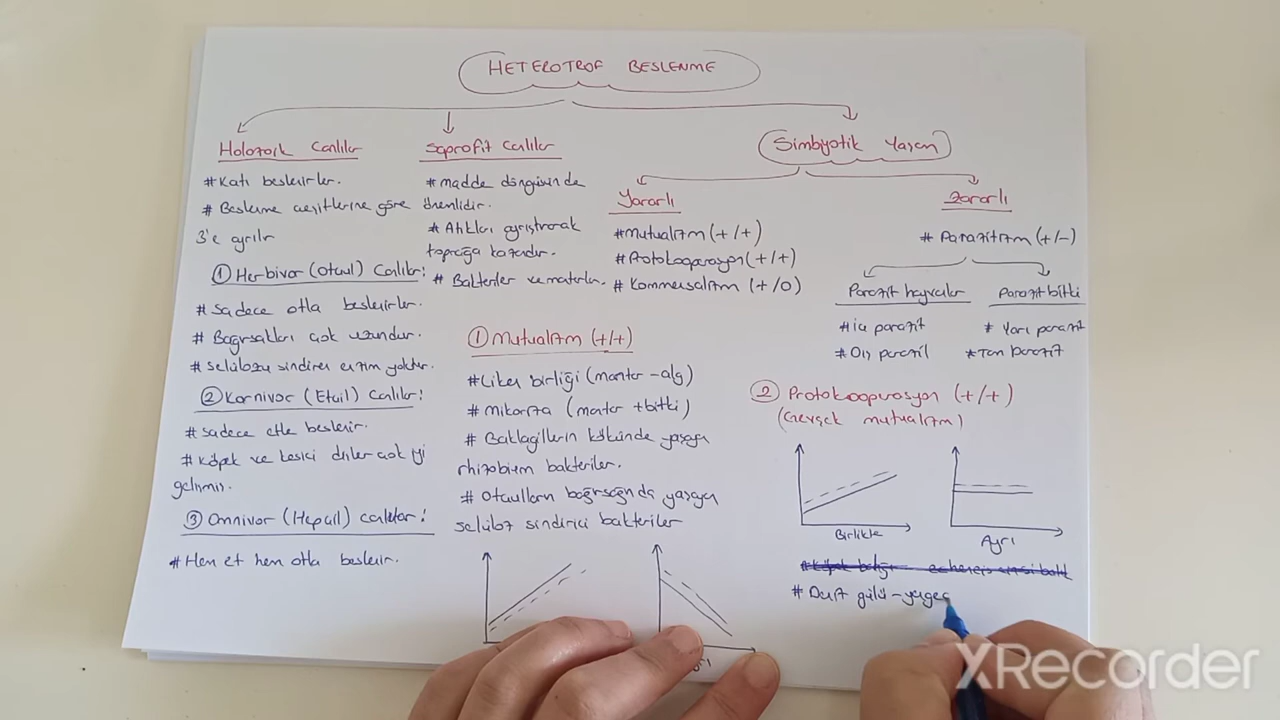 HETEROTROF BESLENME
Holozoik Canlılar
# Katı beslenirler.
# Beslenme çeşitlerine göre
3'e ayrılır
① Herbivor (otçul) Canlılar:
# Sadece otla beslenirler.
# Bağırsakları çok uzundur.
# Selülozu sindiren enzim yoktur.
② Karnivor (Etçil) Canlılar:
# Sadece etle beslenir.
# Köpek ve kesici dişler çok iyi
gelişmiş.
③ Omnivor (Hepçil) canlılar:
# Hem et hem otla beslenir.
Saprofit Canlılar
# madde döngüsünde
önemlidir.
# Atıkları ayrıştırarak
toprağa kazadır.
# Bakteriler ve mantarlar.
Simbyotik Yaşam
Yararlı
# Mutualizm (+/+)
# Protokooperasyon (+/+)
# Kommensalizm (+/0)
Zararlı
# Parazitizm (+/-)
Parazit hayvanlar
# iç parazit
# Dış parazit
Parazit bitki
# Yarı parazit
# Tam parazit
① Mutualizm (+/+)
# Liken birliği (mantar - alg)
# mikoriza (mantar + bitki)
# Baklagillerin kökünde yaşayan
rhizobium bakteriler.
# Otçulların bağırsağında yaşayan
selüloz sindirici bakteriler
② Protokooperasyon (+/+)
(Gevşek mutualizm)
Birlikte
Ayrı
# Deniz gülü - yengeç
XRecorder